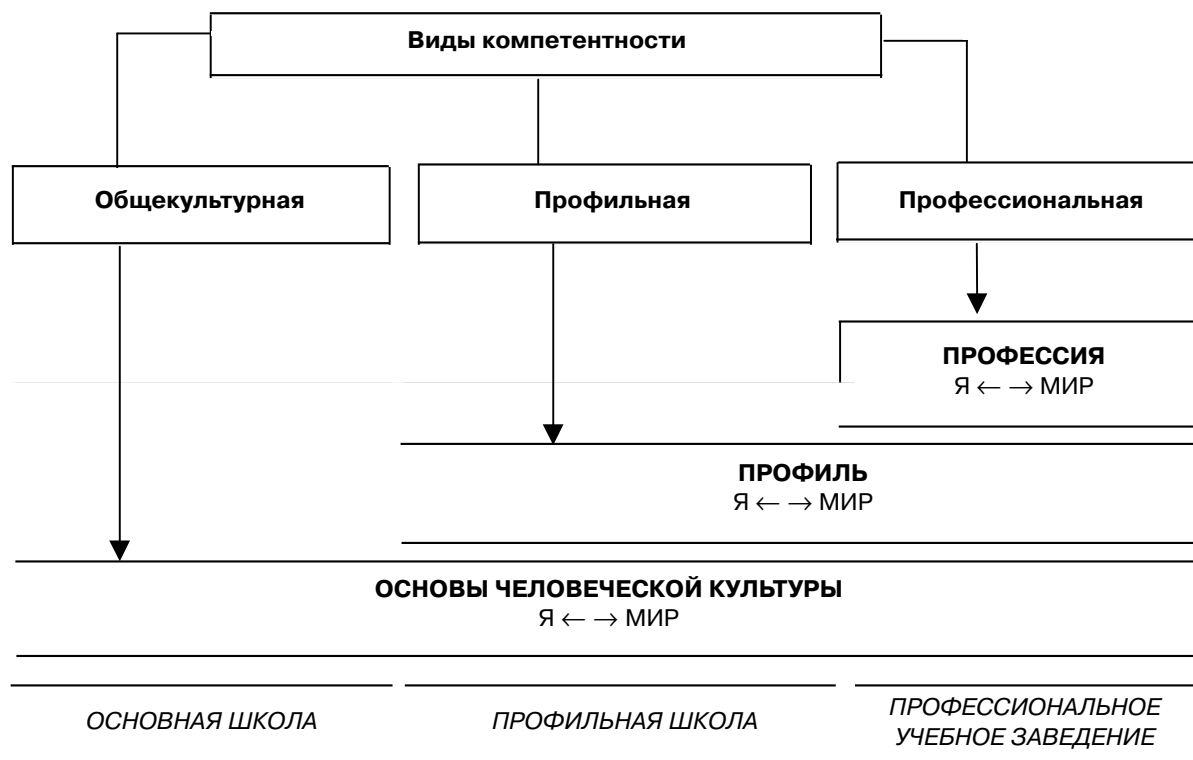 Виды компетентности
Общекультурная
Профильная
Профессиональная
ПРОФЕССИЯ
Я ← → МИР
ПРОФИЛЬ
Я ← → МИР
ОСНОВЫ ЧЕЛОВЕЧЕСКОЙ КУЛЬТУРЫ
Я ← → МИР
ОСНОВНАЯ ШКОЛА
ПРОФИЛЬНАЯ ШКОЛА
ПРОФЕССИОНАЛЬНОЕ
УЧЕБНОЕ ЗАВЕДЕНИЕ